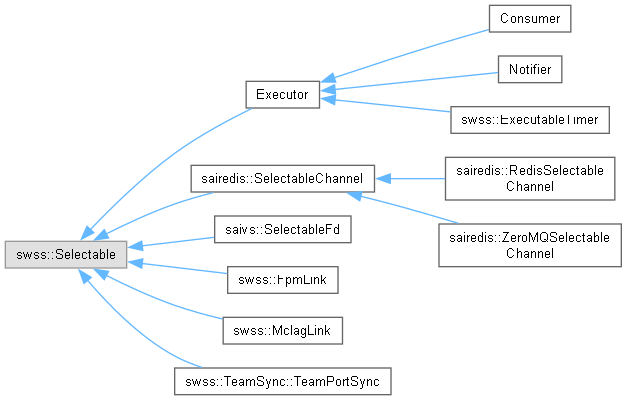 Consumer
Notifier
Executor
swss::ExecutableTimer
sairedis::RedisSelectable
Channel
sairedis::SelectableChannel
saivs::SelectableFd
sairedis::ZeroMQSelectable
Channel
swss::Selectable
swss::FpmLink
swss::MclagLink
swss::TeamSync::TeamPortSync